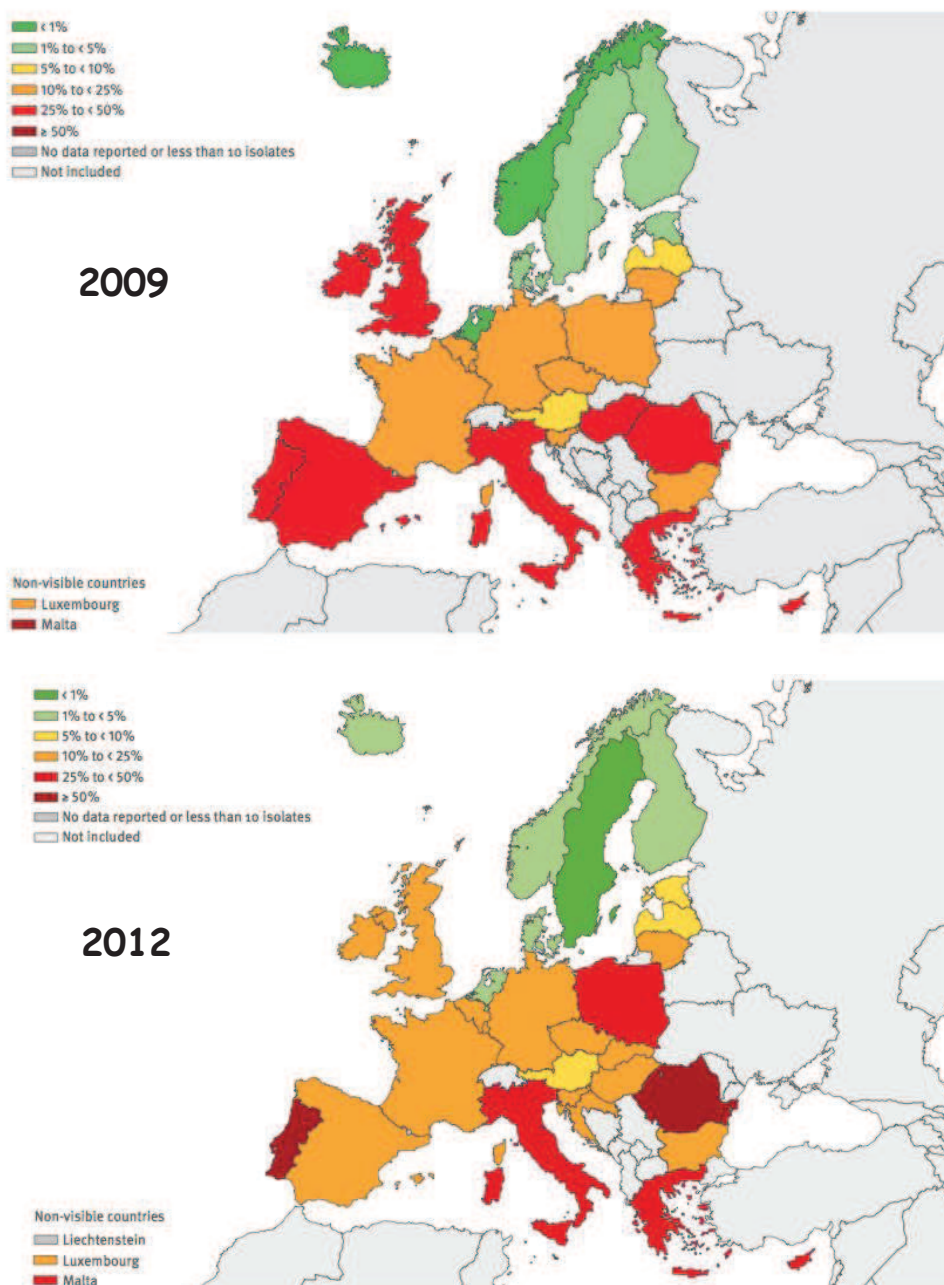 < 1%
1% to < 5%
5% to < 10%
10% to < 25%
25% to < 50%
≥ 50%
No data reported or less than 10 isolates
Not included
2009
Non-visible countries
Luxembourg
Malta
< 1%
1% to < 5%
5% to < 10%
10% to < 25%
25% to < 50%
≥ 50%
No data reported or less than 10 isolates
Not included
2012
Non-visible countries
Liechtenstein
Luxembourg
Malta